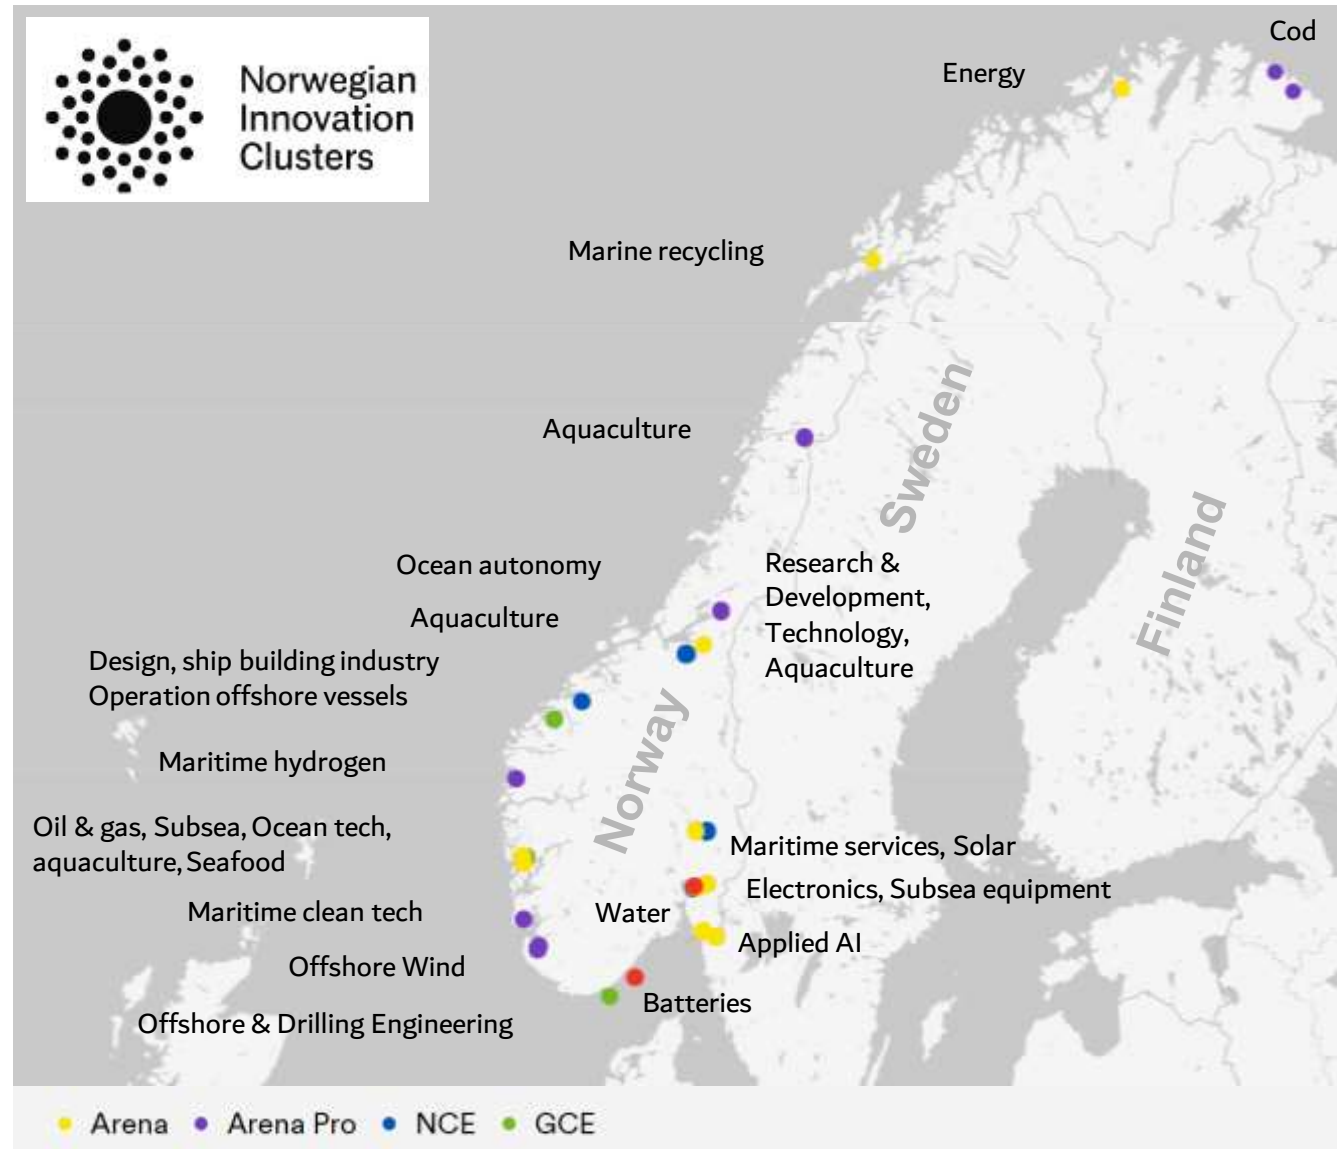 Norwegian
Innovation
Clusters
Cod
Energy
Marine recycling
Aquaculture
Sweden
Finland
Ocean autonomy
Aquaculture
Research &
Development,
Technology,
Aquaculture
Design, ship building industry
Operation offshore vessels
Norway
Maritime hydrogen
Oil & gas, Subsea, Ocean tech,
aquaculture, Seafood
Maritime services, Solar
Electronics, Subsea equipment
Maritime clean tech
Water
Applied AI
Offshore Wind
Batteries
Offshore & Drilling Engineering
Arena Arena Pro NCE GCE